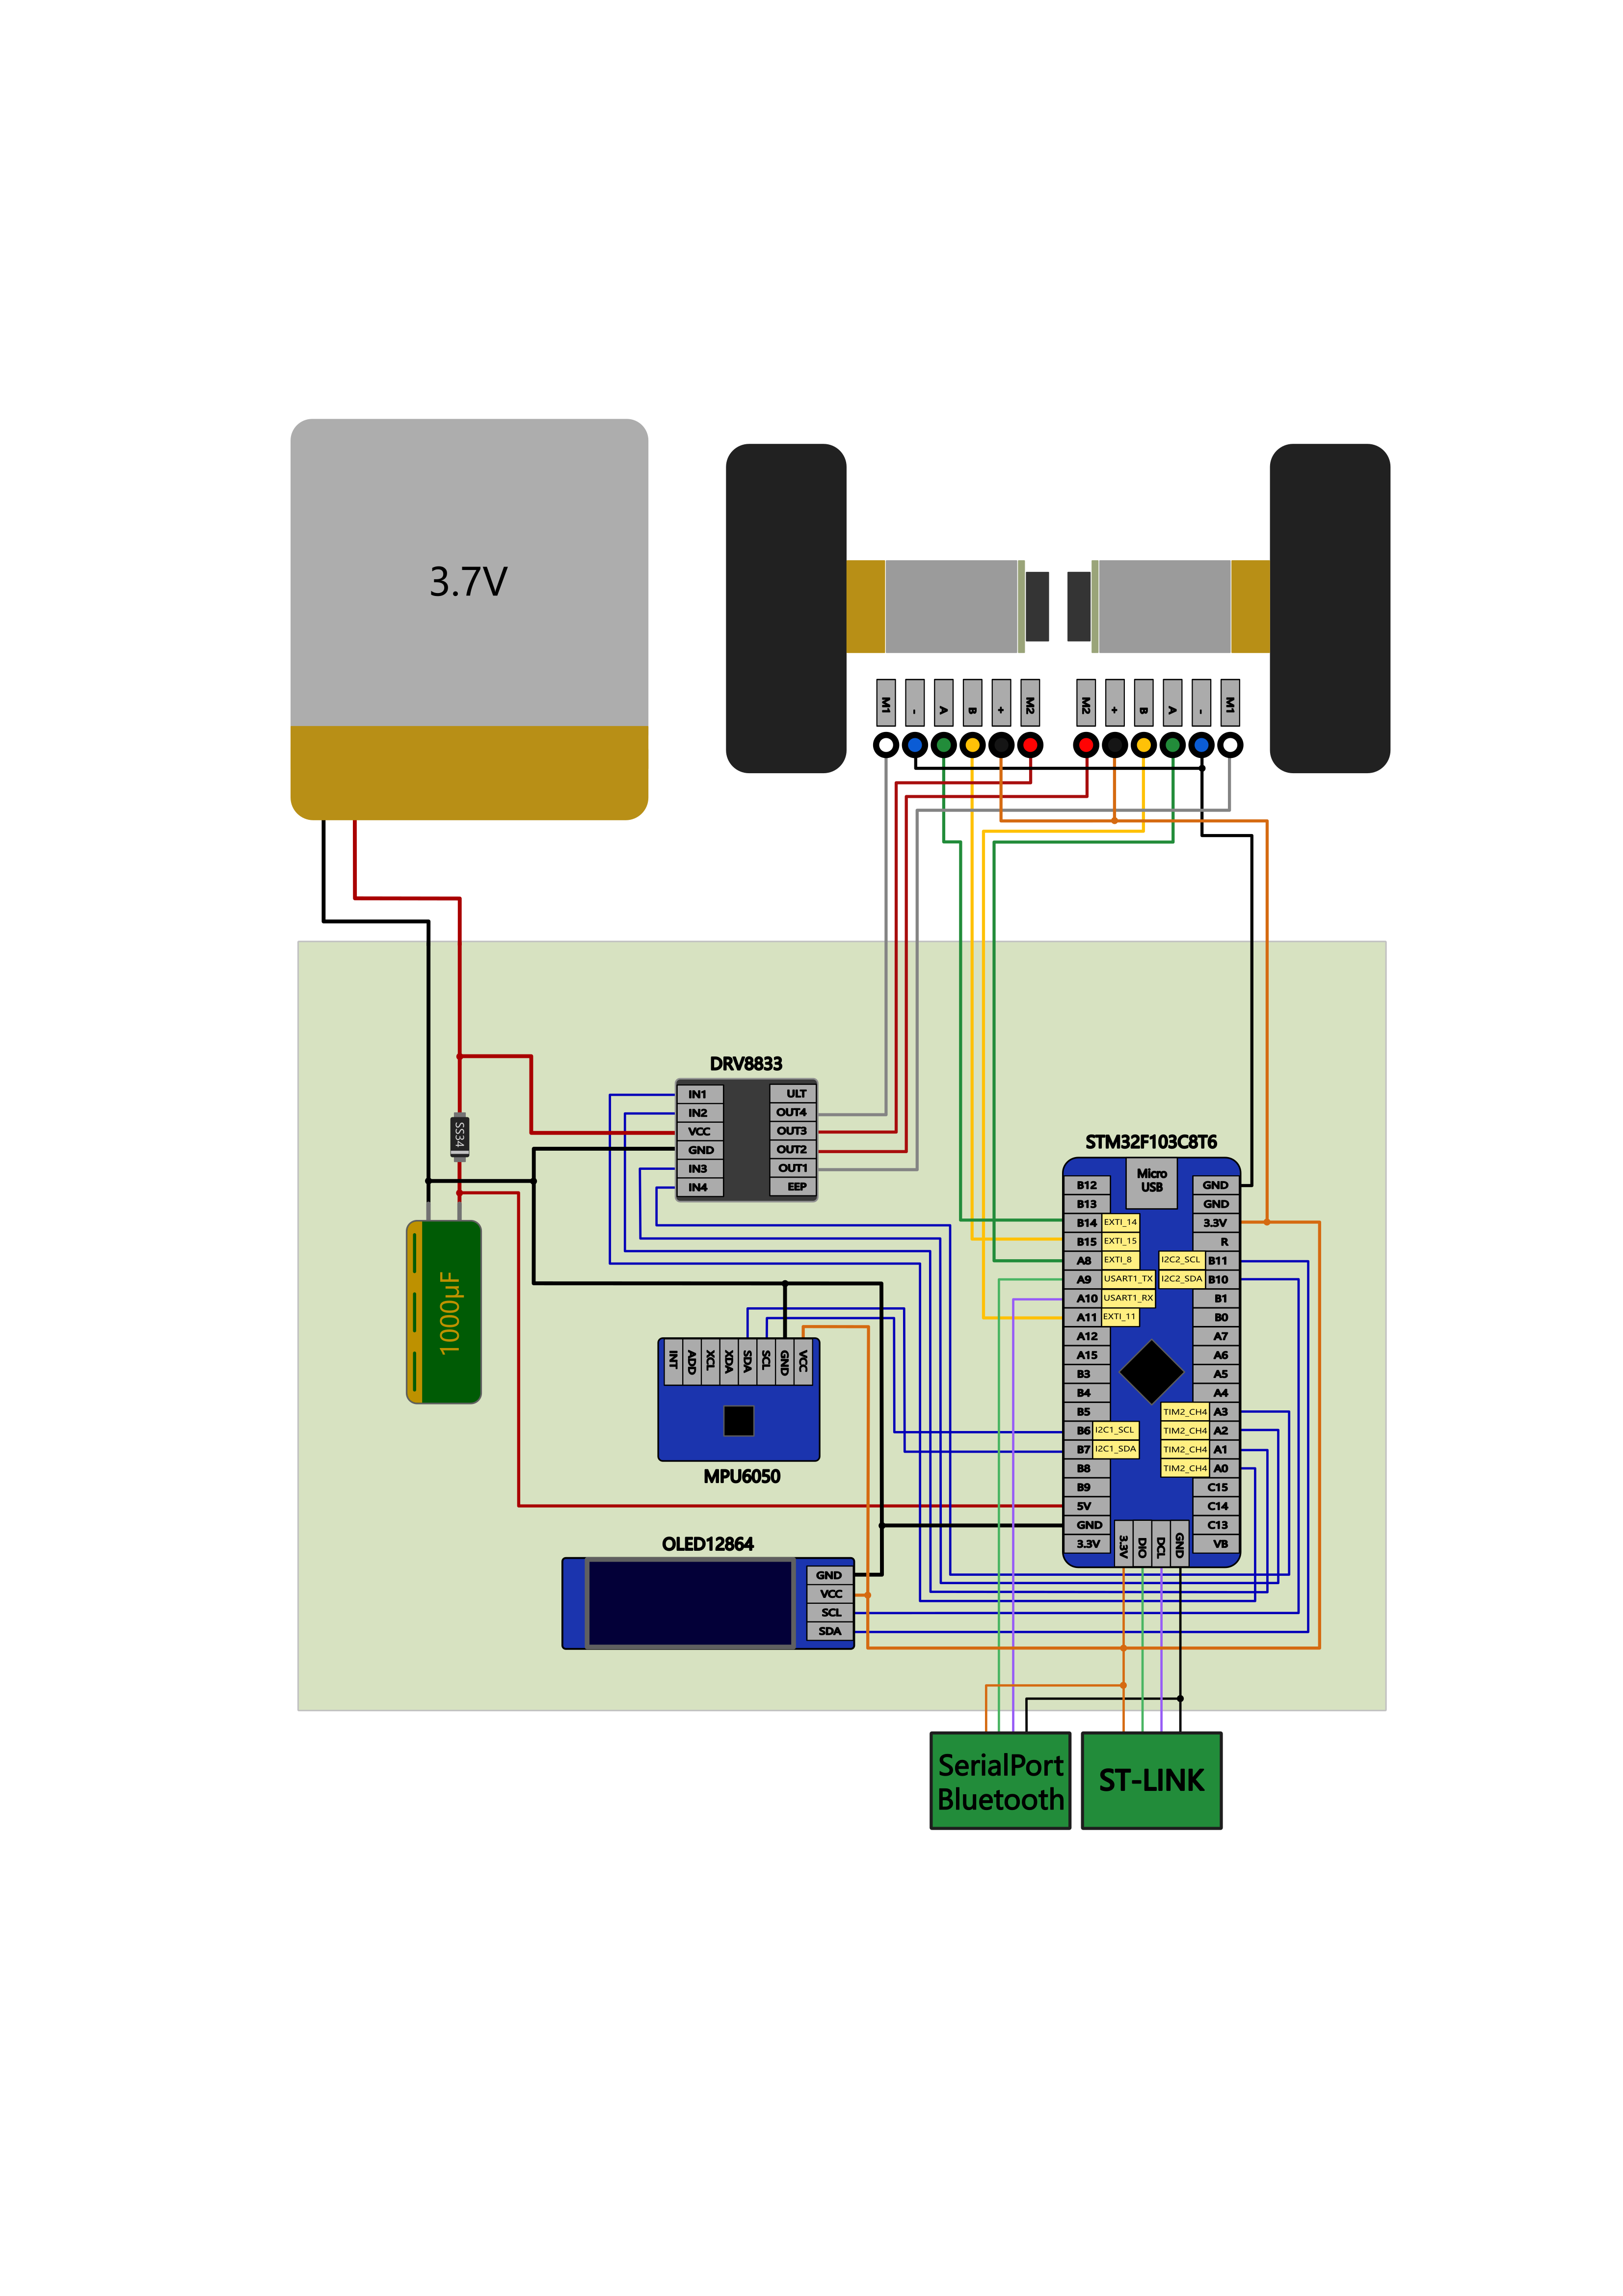 3.7V
M1
-
A
B
+
M2
M2
+
B
A
-
M1
SS34
1000μF
DRV8833
IN1
IN2
VCC
GND
IN3
IN4
ULT
OUT4
OUT3
OUT2
OUT1
EEP
STM32F103C8T6
Micro
USB
B12
B13
B14 EXTI_14
B15 EXTI_15
A8 EXTI_8
A9 USART1_TX
A10 USART1_RX
A11 EXTI_11
A12
A15
B3
B4
B5
B6 I2C1_SCL
B7 I2C1_SDA
B8
B9
5V
GND
3.3V
GND
GND
3.3V
R
I2C2_SCL B11
I2C2_SDA B10
B1
B0
A7
A6
A5
A4
TIM2_CH4 A3
TIM2_CH4 A2
TIM2_CH4 A1
TIM2_CH4 A0
C15
C14
C13
VB
3.3V
DIO
DCL
GND
INT
ADD
XCL
XDA
SDA
SCL
GND
VCC
MPU6050
OLED12864
GND
VCC
SCL
SDA
SerialPort
Bluetooth
ST-LINK